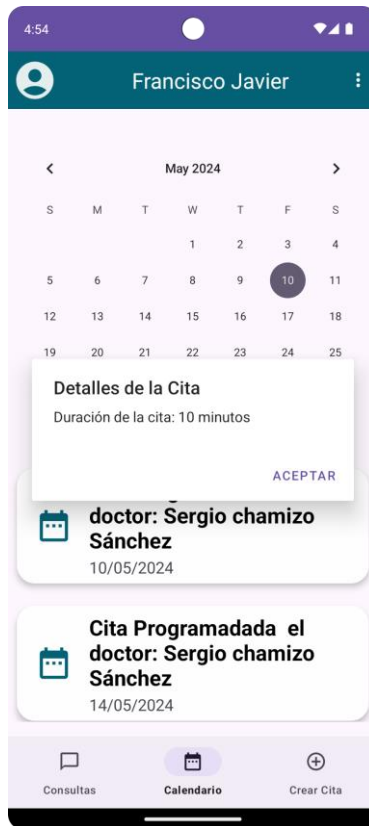 4:54
Francisco Javier
May 2024
S M T W T F S
1 2 3 4
5 6 7 8 9 10 11
12 13 14 15 16 17 18
19 20 21 22 23 24 25
Detalles de la Cita
Duración de la cita: 10 minutos
ACEPTAR
doctor: Sergio chamizo
Sánchez
10/05/2024
Cita Programadada el
doctor: Sergio chamizo
Sánchez
14/05/2024
Consultas Calendario Crear Cita